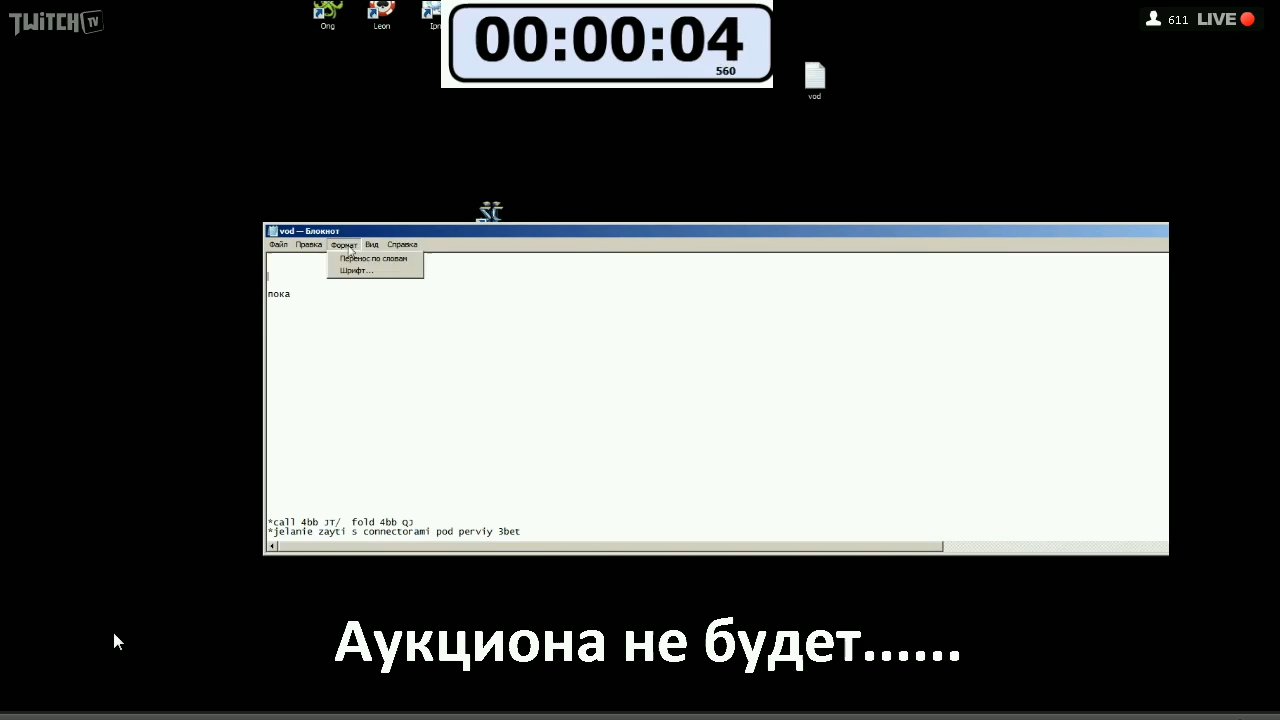 TWITCH TV
Ong
Leon
Ipn
00:00:04
560
vod
611 LIVE
vod — Блокнот
Файл Правка Формат Вид Справка
Перенос по словам
Шрифт...
пока
*call 4bb JT/ fold 4bb QJ
*jelanie zayti s connectorami pod perviy 3bet
Аукциона не будет......